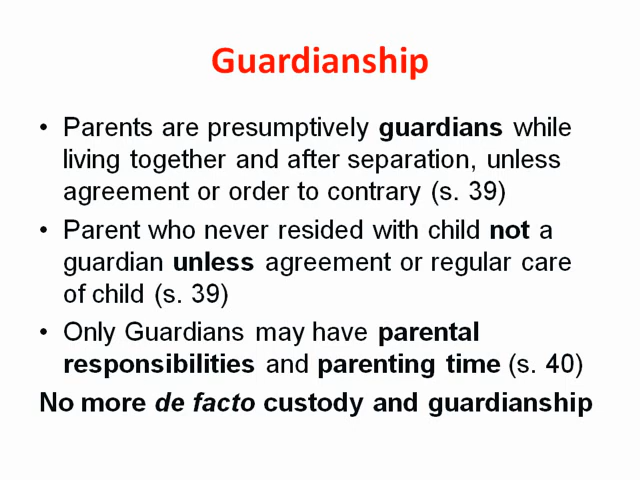 Guardianship
• Parents are presumptively guardians while
living together and after separation, unless
agreement or order to contrary (s. 39)
• Parent who never resided with child not a
guardian unless agreement or regular care
of child (s. 39)
• Only Guardians may have parental
responsibilities and parenting time (s. 40)
No more de facto custody and guardianship